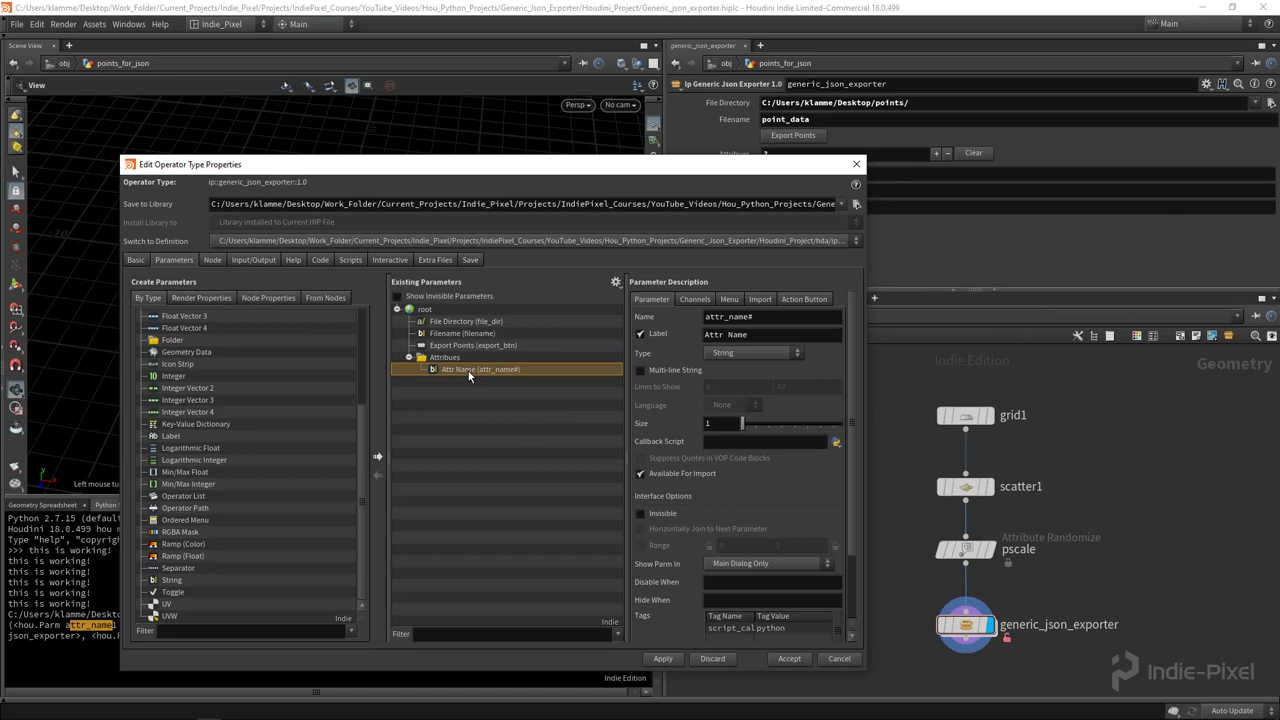 C:/Users/klamme/Desktop/Work_Folder/Current_Projects/Indie_Pixel/Projects/IndiePixel_Courses/YouTube_Videos/Hou_Python_Projects/Generic_Json_Exporter/Houdini_Project/Generic_json_exporter.hiplc - Houdini Indie Limited-Commercial 18.0.499
File Edit Render Assets Windows Help Indie_Pixel Main Main
Scene View generic_json_exporter
obj points_for_json obj points_for_json
View Ip Generic Json Exporter 1.0 generic_json_exporter
Persp No cam File Directory C:/Users/klamme/Desktop/points/
Filename point_data
Export Points
Clear
Edit Operator Type Properties
Operator Type: ip::generic_json_exporter::1.0
Save to Library C:/Users/klamme/Desktop/Work_Folder/Current_Projects/Indie_Pixel/Projects/IndiePixel_Courses/YouTube_Videos/Hou_Python_Projects/Gene
Install Library to Library installed to Current HIP File
Switch to Definition C:/Users/klamme/Desktop/Work_Folder/Current_Projects/Indie_Pixel/Projects/IndiePixel_Courses/YouTube_Videos/Hou_Python_Projects/Generic_Json_Exporter/Houdini_Project/hda/ip...
Basic Parameters Node Input/Output Help Code Scripts Interactive Extra Files Save
Create Parameters
By Type Render Properties Node Properties From Nodes
Float Vector 3
Float Vector 4
Folder
Geometry Data
Icon Strip
Integer
Integer Vector 2
Integer Vector 3
Integer Vector 4
Key-Value Dictionary
Label
Logarithmic Float
Logarithmic Integer
Min/Max Float
Min/Max Integer
Operator List
Operator Path
Ordered Menu
RGBA Mask
Ramp (Color)
Ramp (Float)
Separator
String
Toggle
UV
UVW
Indie
Filter
Existing Parameters
Show Invisible Parameters
root
File Directory (file_dir)
Filename (filename)
Export Points (export_btn)
Attribues
Attr Name (attr_name#)
Indie
Filter
Parameter Description
Parameter Channels Menu Import Action Button
Name attr_name#
Label Attr Name
Type String
Multi-line String
Lines to Show
Language None
Size 1
Callback Script
Suppress Quotes in VOP Code Blocks
Available For Import
Interface Options
Invisible
Horizontally Join to Next Parameter
Range 0 1
Show Parm In Main Dialog Only
Disable When
Hide When
Tags Tag Name Tag Value
script_cal python
Apply Discard Accept Cancel
Indie Edition
Left mouse tu
Geometry Spreadsheet Python S
Python 2.7.15 (defau
Houdini 18.0.499 hou m
Type "help", "copyrig
>>> this is working!
this is working!
this is working!
this is working!
this is working!
this is working!
C:/Users/klamme/Deskto
(<hou.Parm attr_name1
json_exporter>, <hou.P
Help
Indie Edition Geometry
grid1
scatter1
Attribute Randomize
pscale
generic_json_exporter
Indie-Pixel
Auto Update